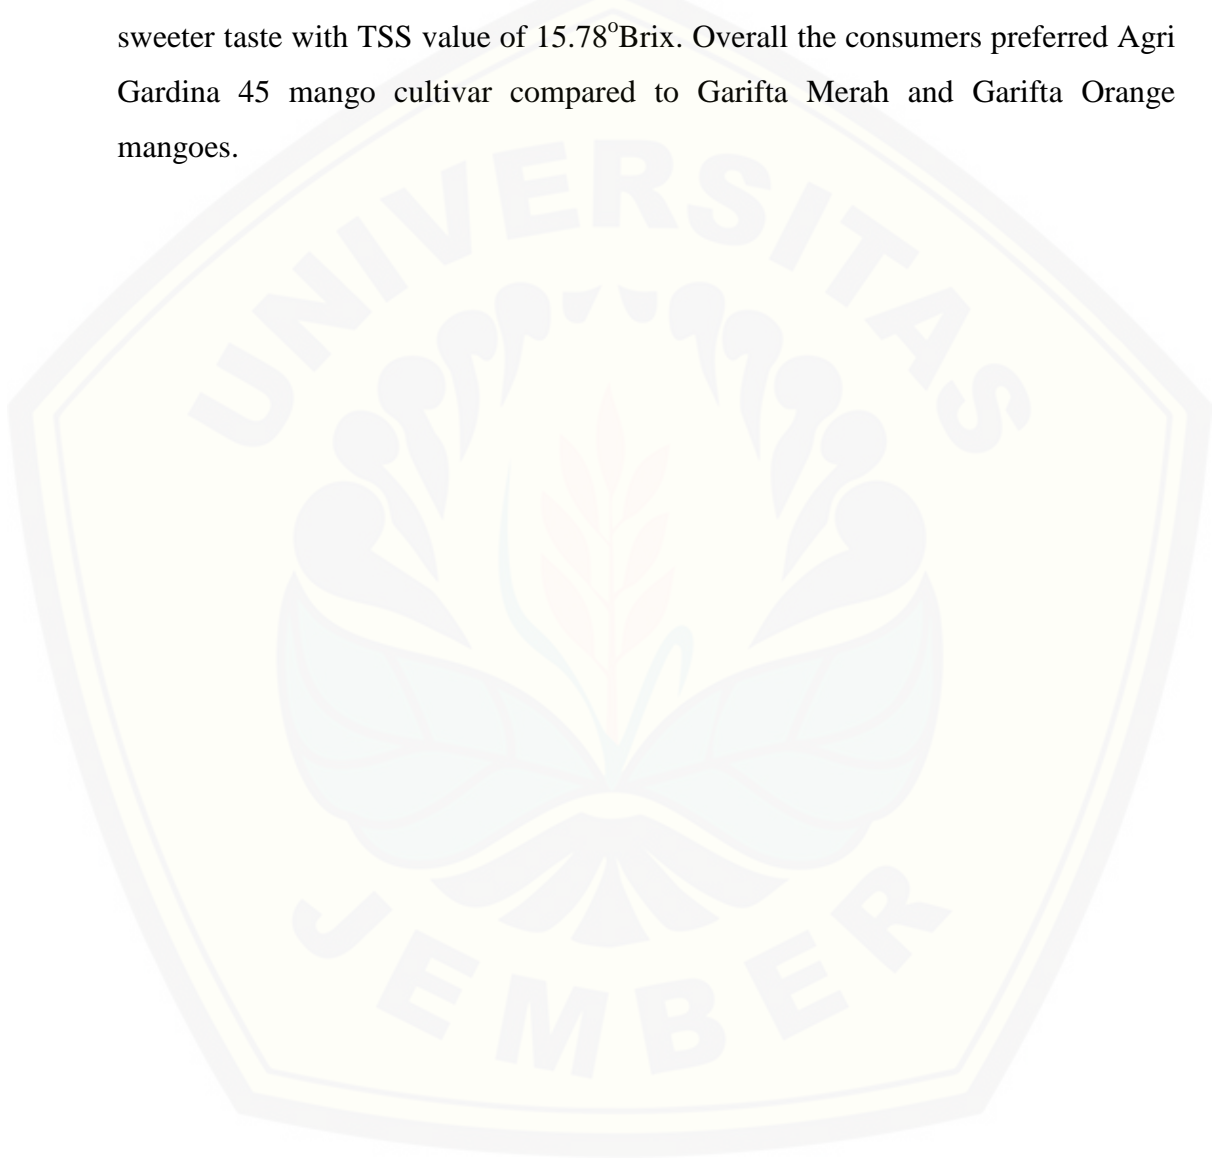 sweeter taste with TSS value of 15.78°Brix. Overall the consumers preferred Agri
Gardina 45 mango cultivar compared to Garifta Merah and Garifta Orange
mangoes.
UNIVERSITAS
JEMBER